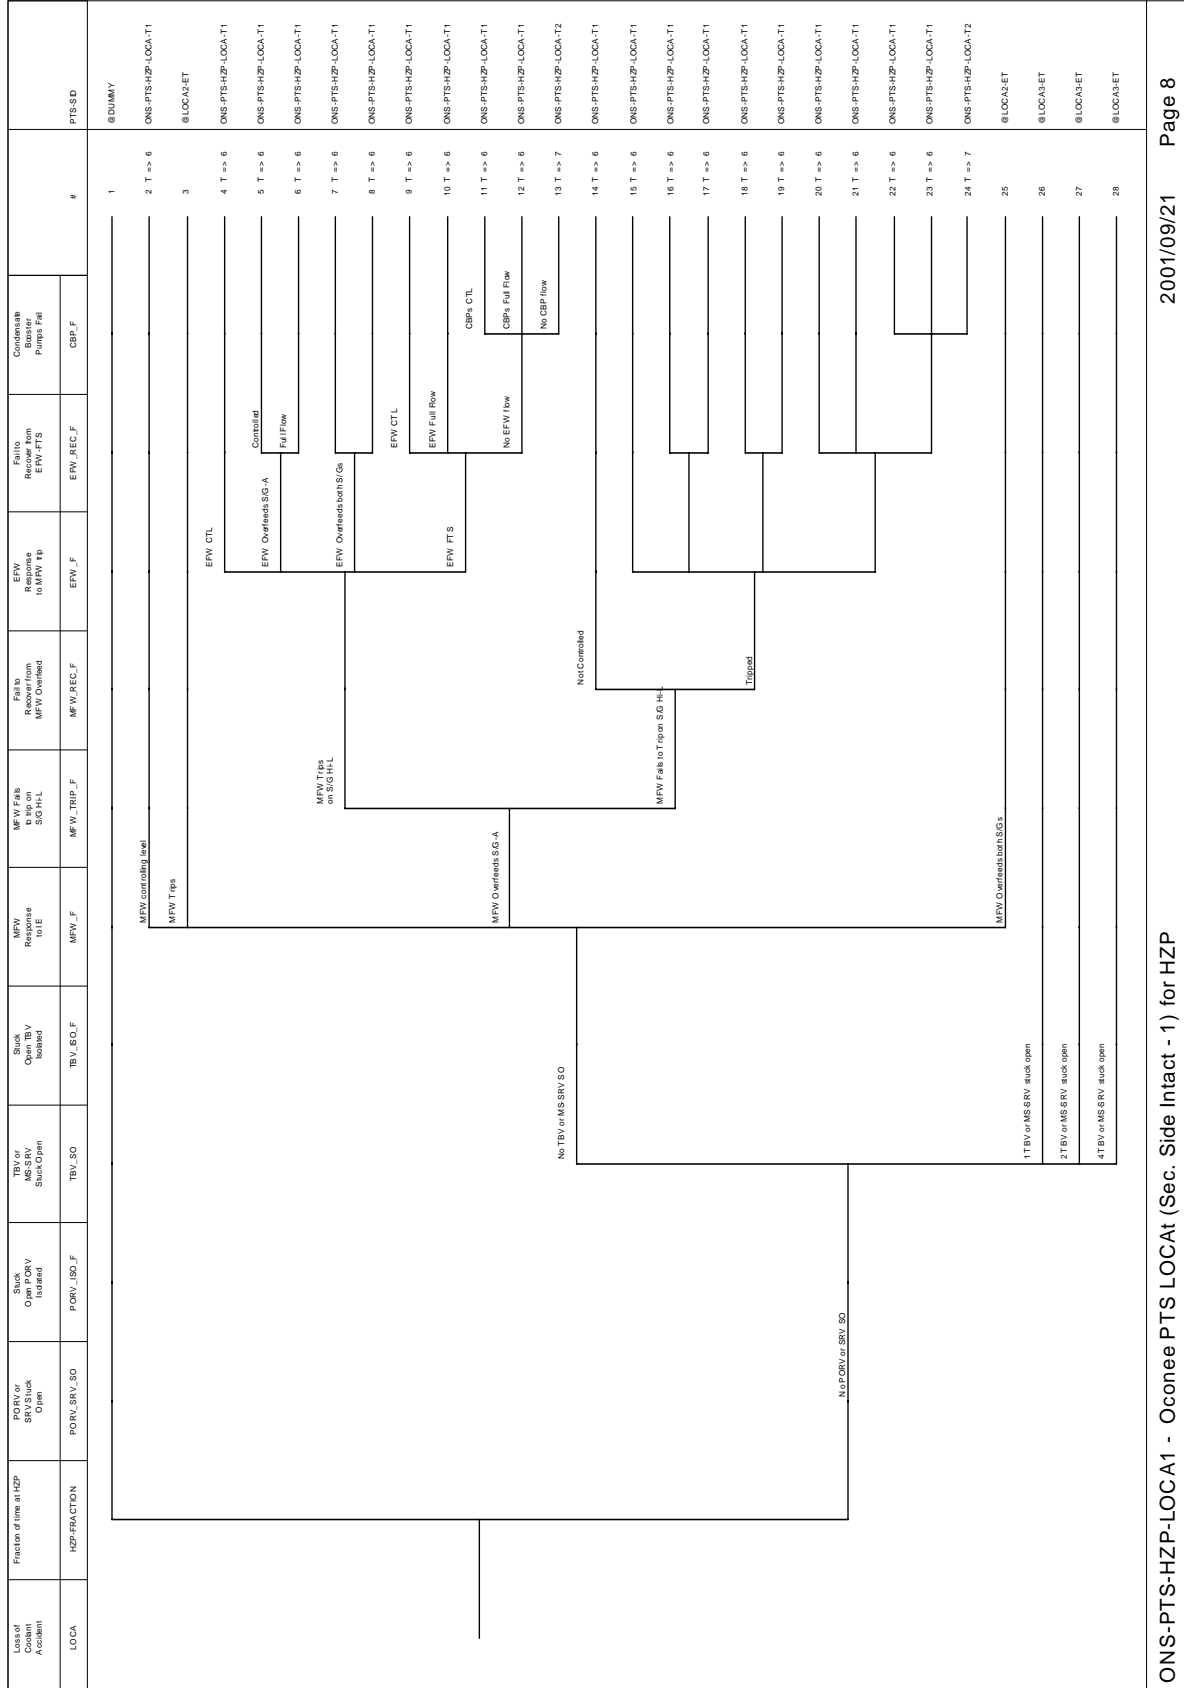 Loss of
Coolant
Accident
Fraction of time at HZP
PORV or
SRV Stuck
Open
Stuck
Open PORV
Isolated
TBV or
MS-SRV
Stuck Open
Stuck
Open TBV
Isolated
MFW
Response
to IE
MFW Fails
to trip on
S/G Hi-L
Fail to
Recover from
MFW Overfeed
EFW
Response
to MFW trip
Fail to
Recover from
EFW-FTS
Condensate
Booster
Pumps Fail
LOCA
HZP-FRACTION
PORV_SRV_SO
PORV_ISO_F
TBV_SO
TBV_ISO_F
MFW_F
MFW_TRIP_F
MFW_REC_F
EFW_F
EFW_REC_F
CBP_F
#
PTS-SID
1 @DUMMY
MFW controlling level
2 T => 6 ONS-PTS-HZP-LOCA-T1
MFW Trips
3 @LOCA2-ET
EFW CTL
4 T => 6 ONS-PTS-HZP-LOCA-T1
Controlled
5 T => 6 ONS-PTS-HZP-LOCA-T1
EFW Overfeeds S/G-A
Full Flow
6 T => 6 ONS-PTS-HZP-LOCA-T1
MFW Trips
on S/G Hi-L
7 T => 6 ONS-PTS-HZP-LOCA-T1
EFW Overfeeds both S/Gs
8 T => 6 ONS-PTS-HZP-LOCA-T1
EFW CTL
9 T => 6 ONS-PTS-HZP-LOCA-T1
EFW Full Flow
10 T => 6 ONS-PTS-HZP-LOCA-T1
EFW FTS
CBPs CTL
11 T => 6 ONS-PTS-HZP-LOCA-T1
MFW Overfeeds S/G-A
No EFW flow
CBPs Full Flow
12 T => 6 ONS-PTS-HZP-LOCA-T1
No CBP flow
13 T => 7 ONS-PTS-HZP-LOCA-T2
No TBV or MS-SRV SO
Not Controlled
14 T => 6 ONS-PTS-HZP-LOCA-T1
15 T => 6 ONS-PTS-HZP-LOCA-T1
MFW Fails to Trip on S/G Hi-L
16 T => 6 ONS-PTS-HZP-LOCA-T1
17 T => 6 ONS-PTS-HZP-LOCA-T1
Tripped
18 T => 6 ONS-PTS-HZP-LOCA-T1
19 T => 6 ONS-PTS-HZP-LOCA-T1
20 T => 6 ONS-PTS-HZP-LOCA-T1
No PORV or SRV SO
21 T => 6 ONS-PTS-HZP-LOCA-T1
22 T => 6 ONS-PTS-HZP-LOCA-T1
23 T => 6 ONS-PTS-HZP-LOCA-T1
24 T => 7 ONS-PTS-HZP-LOCA-T2
MFW Overfeeds both S/Gs
25 @LOCA2-ET
1 TBV or MS-SRV stuck open
26 @LOCA3-ET
2 TBV or MS-SRV stuck open
27 @LOCA3-ET
4 TBV or MS-SRV stuck open
28 @LOCA3-ET
ONS-PTS-HZP-LOCA1 - Oconee PTS LOCAt (Sec. Side Intact - 1) for HZP 2001/09/21 Page 8